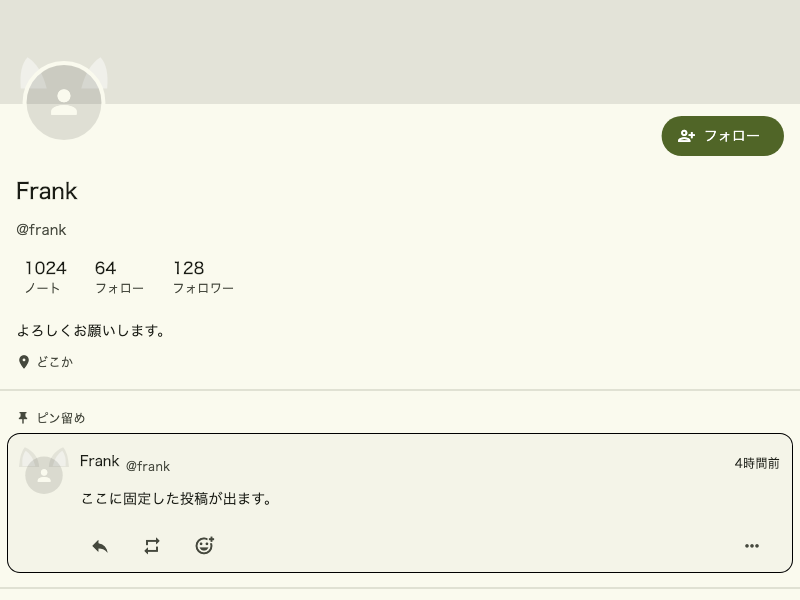 フォロー
Frank
@frank
1024 64 128
ノート フォロー フォロワー
よろしくお願いします。
どこか
ピン留め
Frank @frank 4時間前
ここに固定した投稿が出ます。